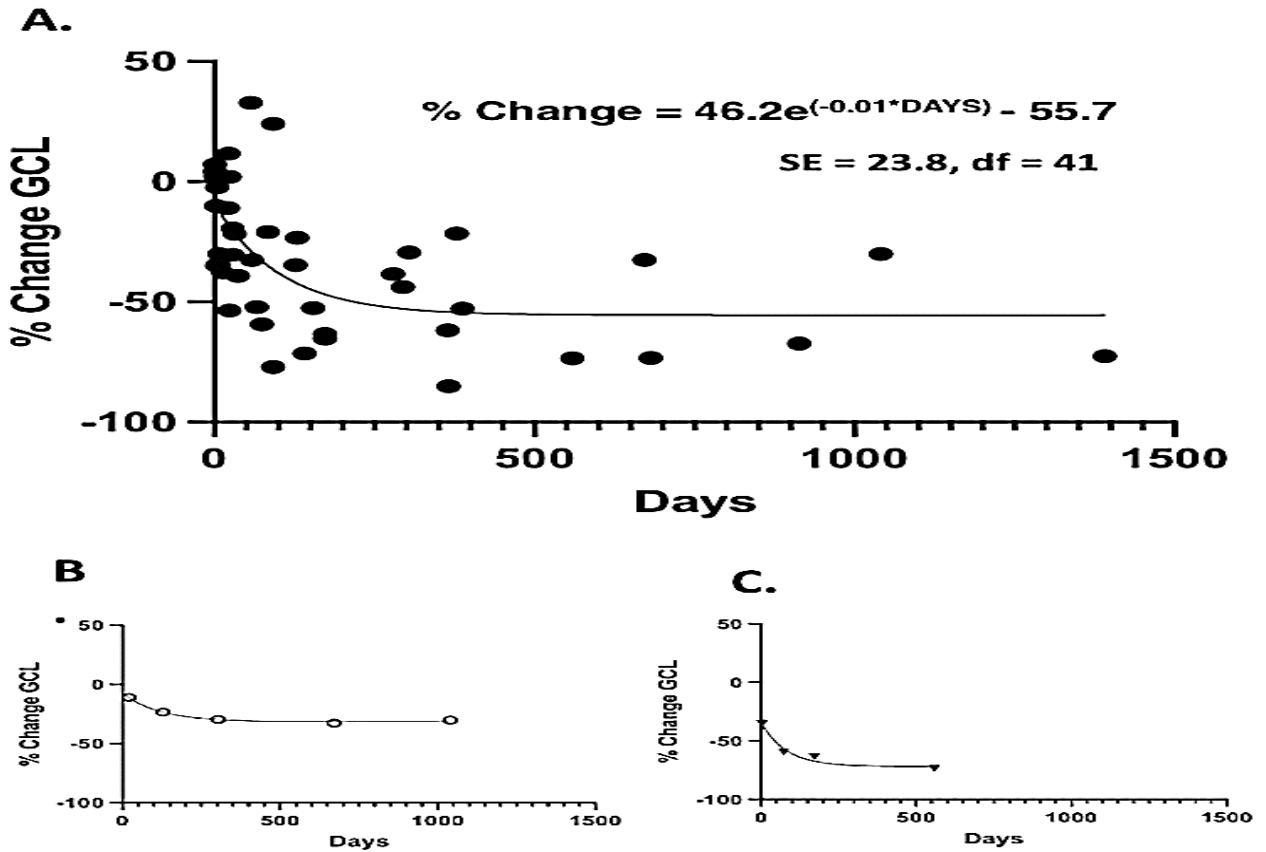 A.
50
% Change = 46.2e(-0.01*DAYS) - 55.7
SE = 23.8, df = 41
0
-50
-100
% Change GCL
0 500 1000 1500
Days
B
.
50
0
-50
-100
% Change GCL
0 500 1000 1500
Days
C.
50
0
-50
-100
% Change GCL
0 500 1000 1500
Days